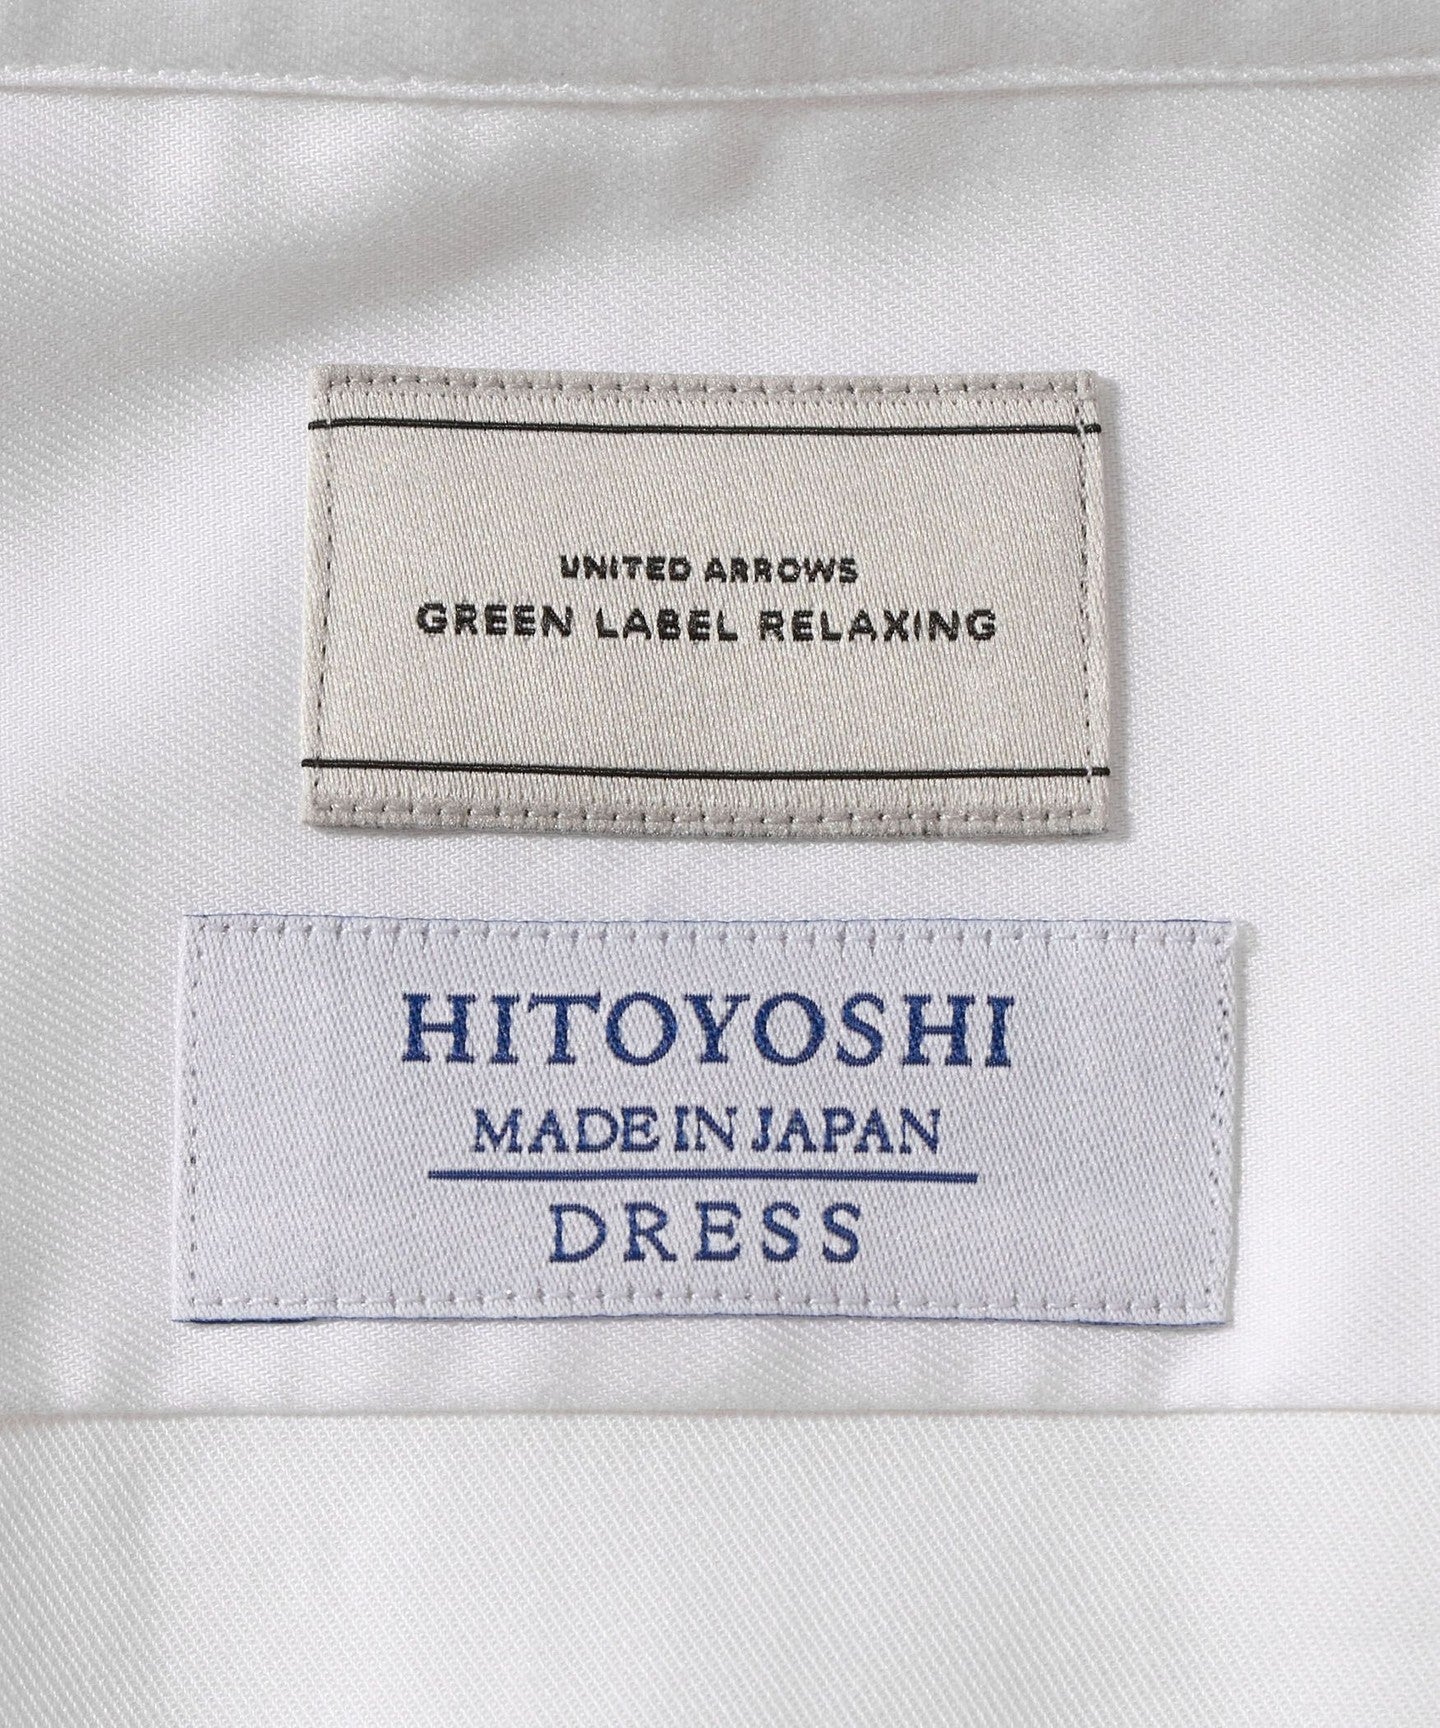 UNITED ARROWS
GREEN LABEL RELAXING
HITOYOSHI
MADE IN JAPAN
DRESS